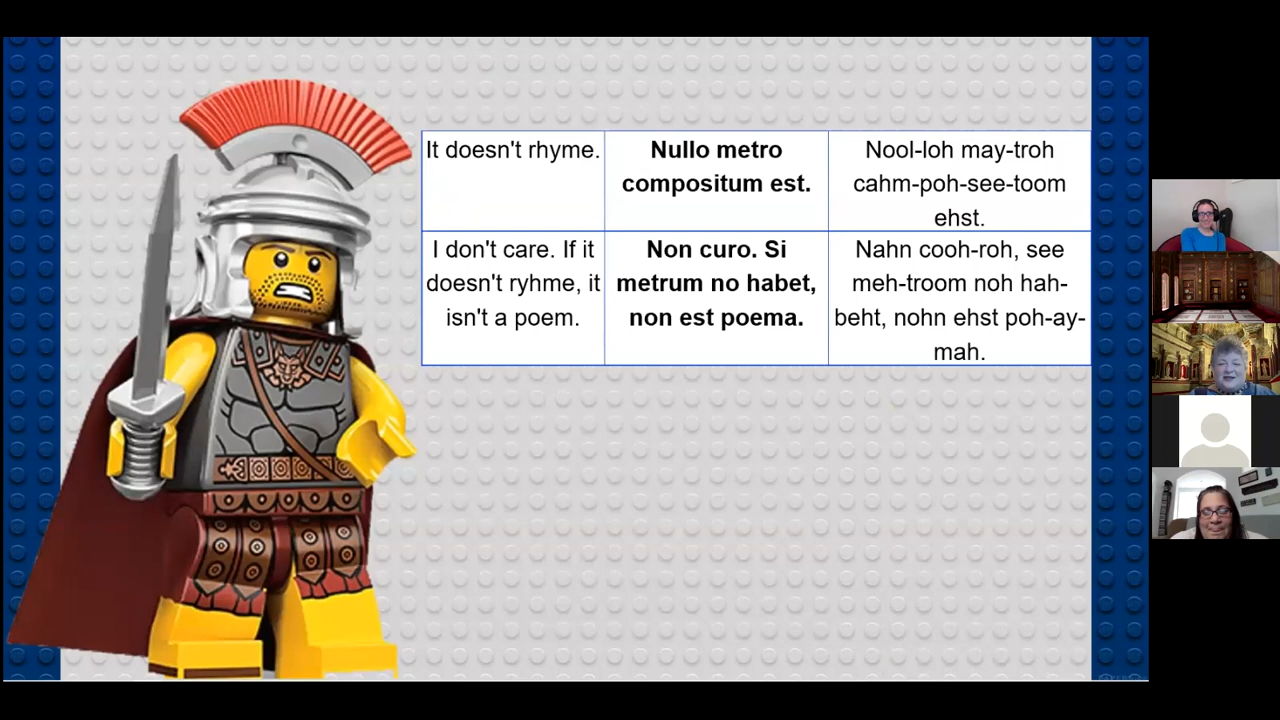 It doesn't rhyme.
Nullo metro
compositum est.
Nool-loh may-troh
cahm-poh-see-toom
ehst.
I don't care. If it
doesn't ryhme, it
isn't a poem.
Non curo. Si
metrum no habet,
non est poema.
Nahn cooh-roh, see
meh-troom noh hah-
beht, nohn ehst poh-ay-
mah.